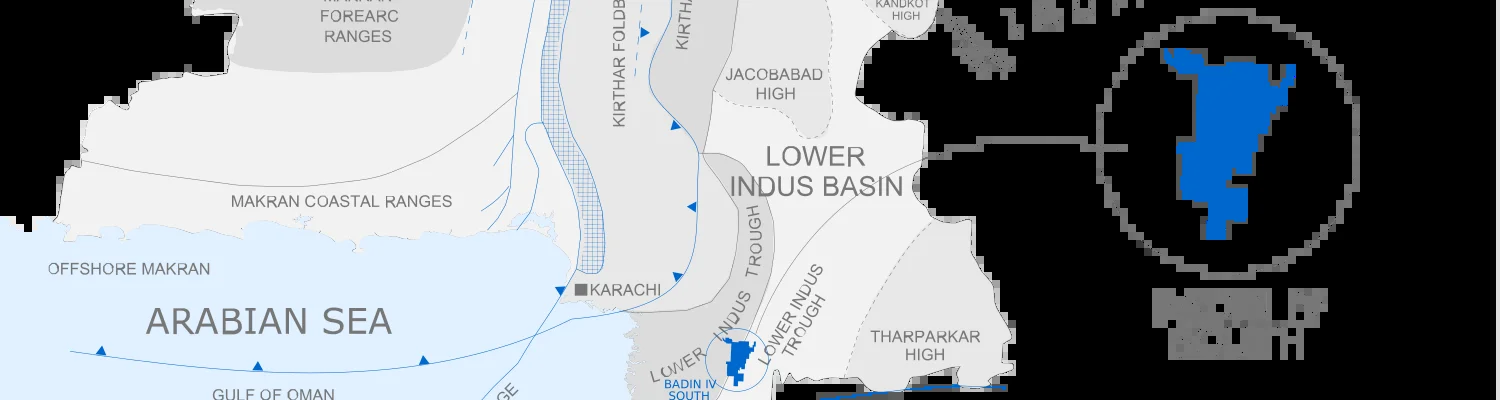 FOREARC
RANGES
KANDKOT
HIGH
KIRTHAR FOLDB
KIRTHA
JACOBABAD
HIGH
LOWER
INDUS BASIN
MAKRAN COASTAL RANGES
OFFSHORE MAKRAN
ARABIAN SEA
KARACHI
LOWER INDUS TROUGH
LOWER INDUS
TROUGH
THARPARKAR
HIGH
BADIN IV
SOUTH
GULF OF OMAN
GE